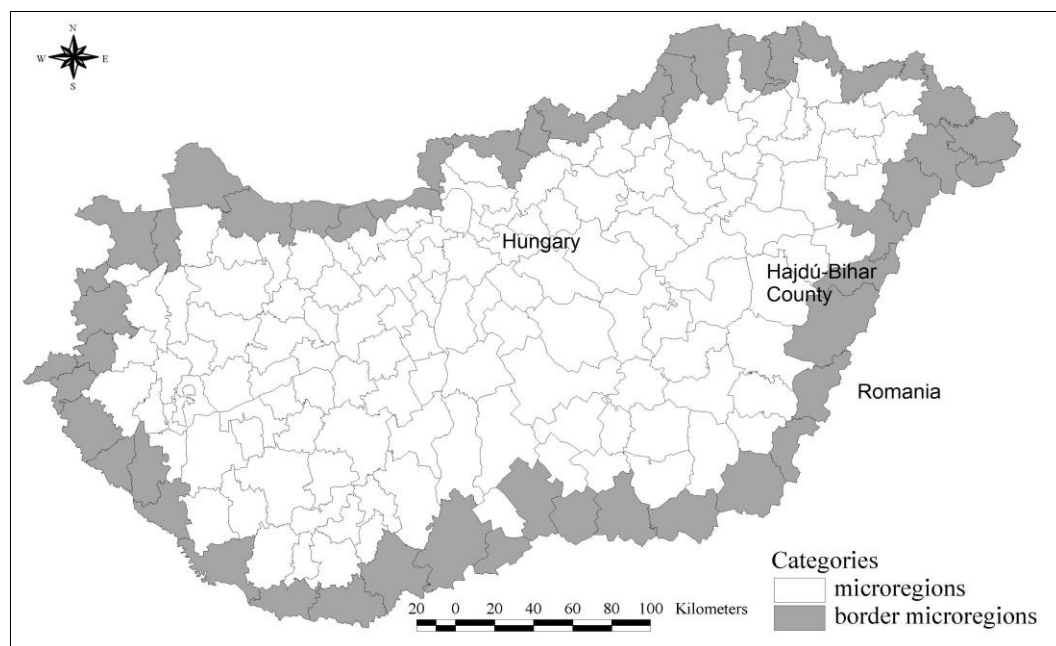 N
W E
S
Hungary
Hajdú-Bihar
County
Romania
Categories
microregions
border microregions
20 0 20 40 60 80 100 Kilometers